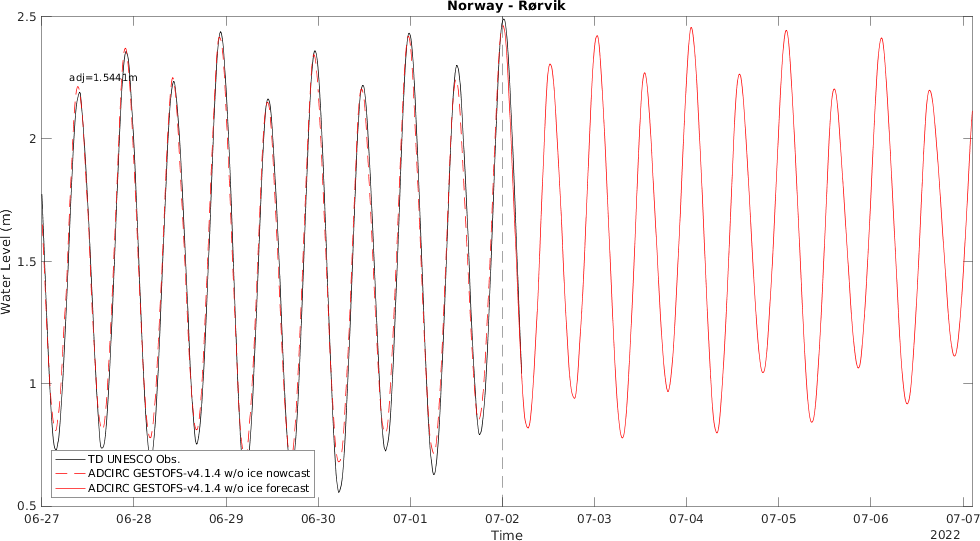 Norway - Rørvik
2.5
adj=1.5441m
2
1.5
1
0.5
Water Level (m)
TD UNESCO Obs.
ADCIRC GESTOFS-v4.1.4 w/o ice nowcast
ADCIRC GESTOFS-v4.1.4 w/o ice forecast
06-27 06-28 06-29 06-30 07-01 07-02 07-03 07-04 07-05 07-06 07-07
Time
2022